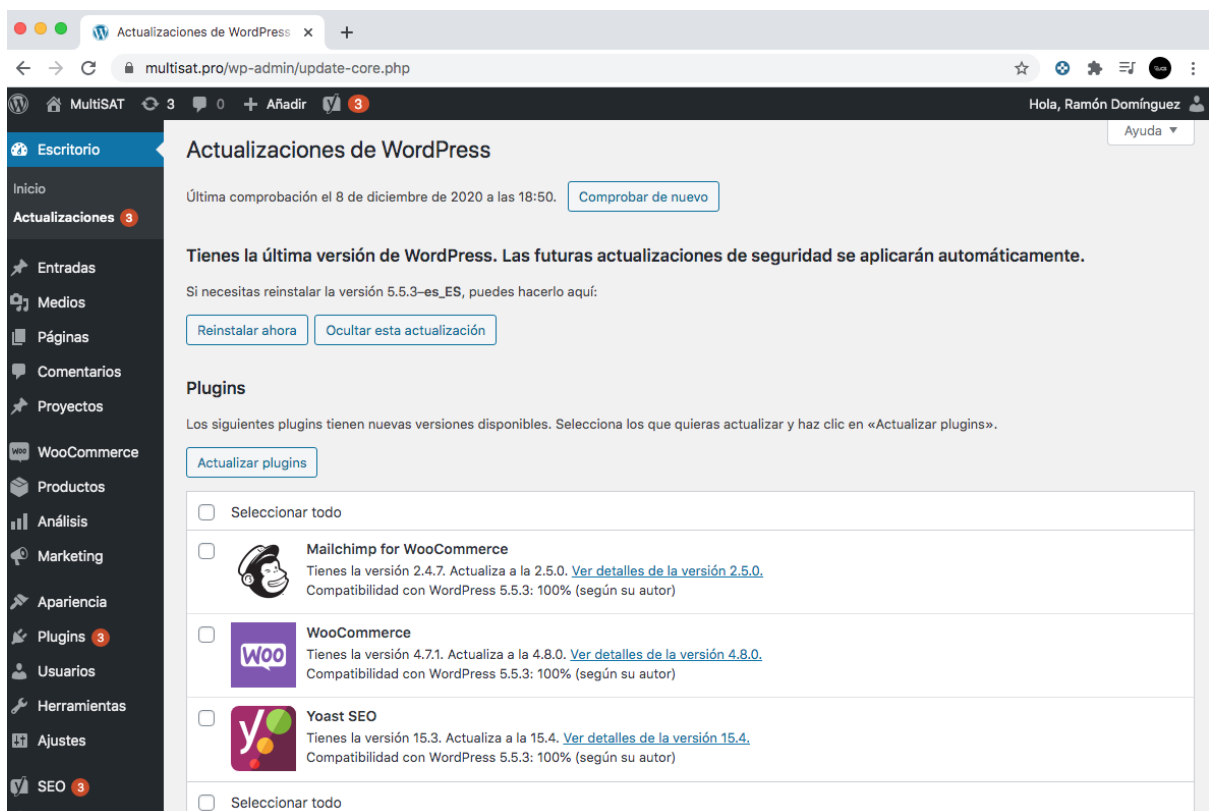 Actualizaciones de WordPress
multisat.pro/wp-admin/update-core.php
MultiSAT 3 0 Añadir 3 Hola, Ramón Domínguez
Ayuda
Escritorio
Inicio
Actualizaciones 3
Entradas
Medios
Páginas
Comentarios
Proyectos
WooCommerce
Productos
Análisis
Marketing
Apariencia
Plugins 3
Usuarios
Herramientas
Ajustes
SEO 3
Actualizaciones de WordPress
Última comprobación el 8 de diciembre de 2020 a las 18:50. Comprobar de nuevo
Tienes la última versión de WordPress. Las futuras actualizaciones de seguridad se aplicarán automáticamente.
Si necesitas reinstalar la versión 5.5.3–es_ES, puedes hacerlo aquí:
Reinstalar ahora Ocultar esta actualización
Plugins
Los siguientes plugins tienen nuevas versiones disponibles. Selecciona los que quieras actualizar y haz clic en «Actualizar plugins».
Actualizar plugins
Seleccionar todo
Mailchimp for WooCommerce
Tienes la versión 2.4.7. Actualiza a la 2.5.0. Ver detalles de la versión 2.5.0.
Compatibilidad con WordPress 5.5.3: 100% (según su autor)
Woo
WooCommerce
Tienes la versión 4.7.1. Actualiza a la 4.8.0. Ver detalles de la versión 4.8.0.
Compatibilidad con WordPress 5.5.3: 100% (según su autor)
Yoast SEO
Tienes la versión 15.3. Actualiza a la 15.4. Ver detalles de la versión 15.4.
Compatibilidad con WordPress 5.5.3: 100% (según su autor)
Seleccionar todo